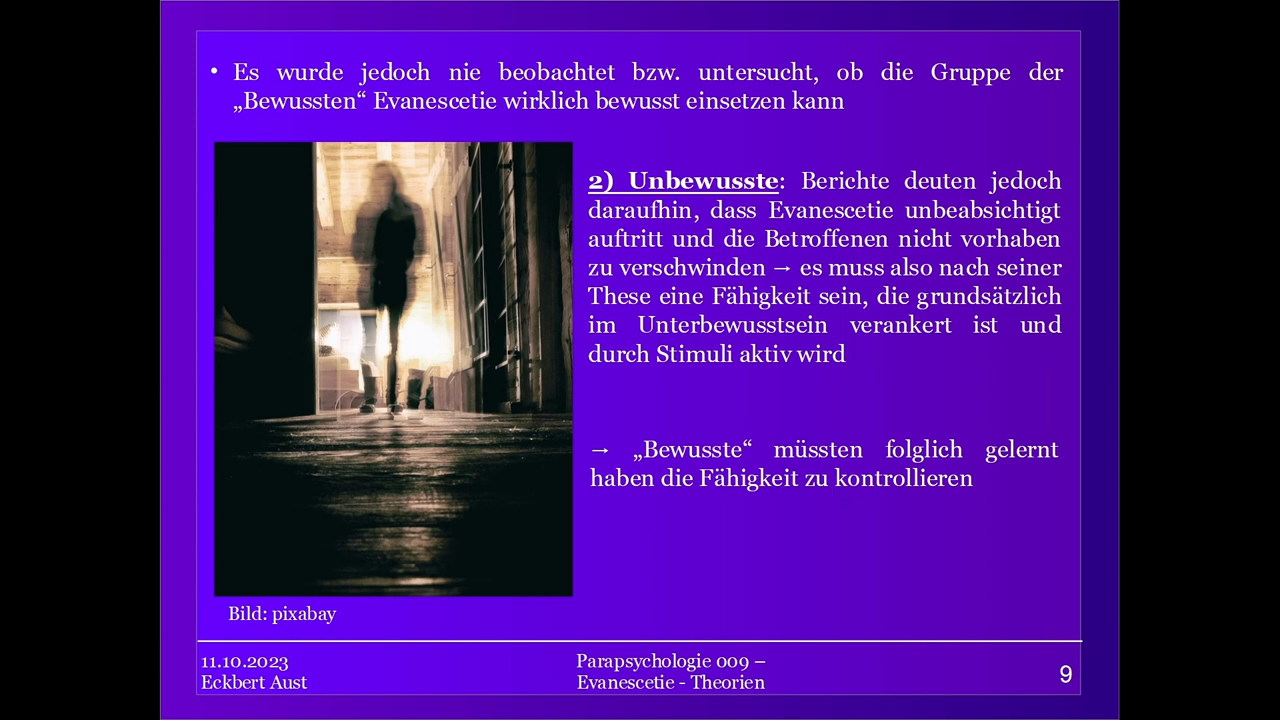 • Es wurde jedoch nie beobachtet bzw. untersucht, ob die Gruppe der
„Bewussten“ Evanescetie wirklich bewusst einsetzen kann
2) Unbewusste: Berichte deuten jedoch
daraufhin, dass Evanescetie unbeabsichtigt
auftritt und die Betroffenen nicht vorhaben
zu verschwinden → es muss also nach seiner
These eine Fähigkeit sein, die grundsätzlich
im Unterbewusstsein verankert ist und
durch Stimuli aktiv wird
→ „Bewusste“ müssten folglich gelernt
haben die Fähigkeit zu kontrollieren
Bild: pixabay
11.10.2023
Eckbert Aust
Parapsychologie 009 –
Evanescetie - Theorien
9